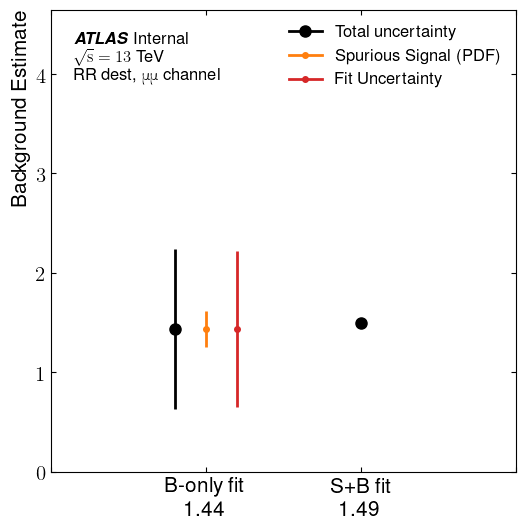 ATLAS Internal
√s = 13 TeV
RR dest, μμ channel
Total uncertainty
Spurious Signal (PDF)
Fit Uncertainty
Background Estimate
4
3
2
1
0
B-only fit
1.44
S+B fit
1.49